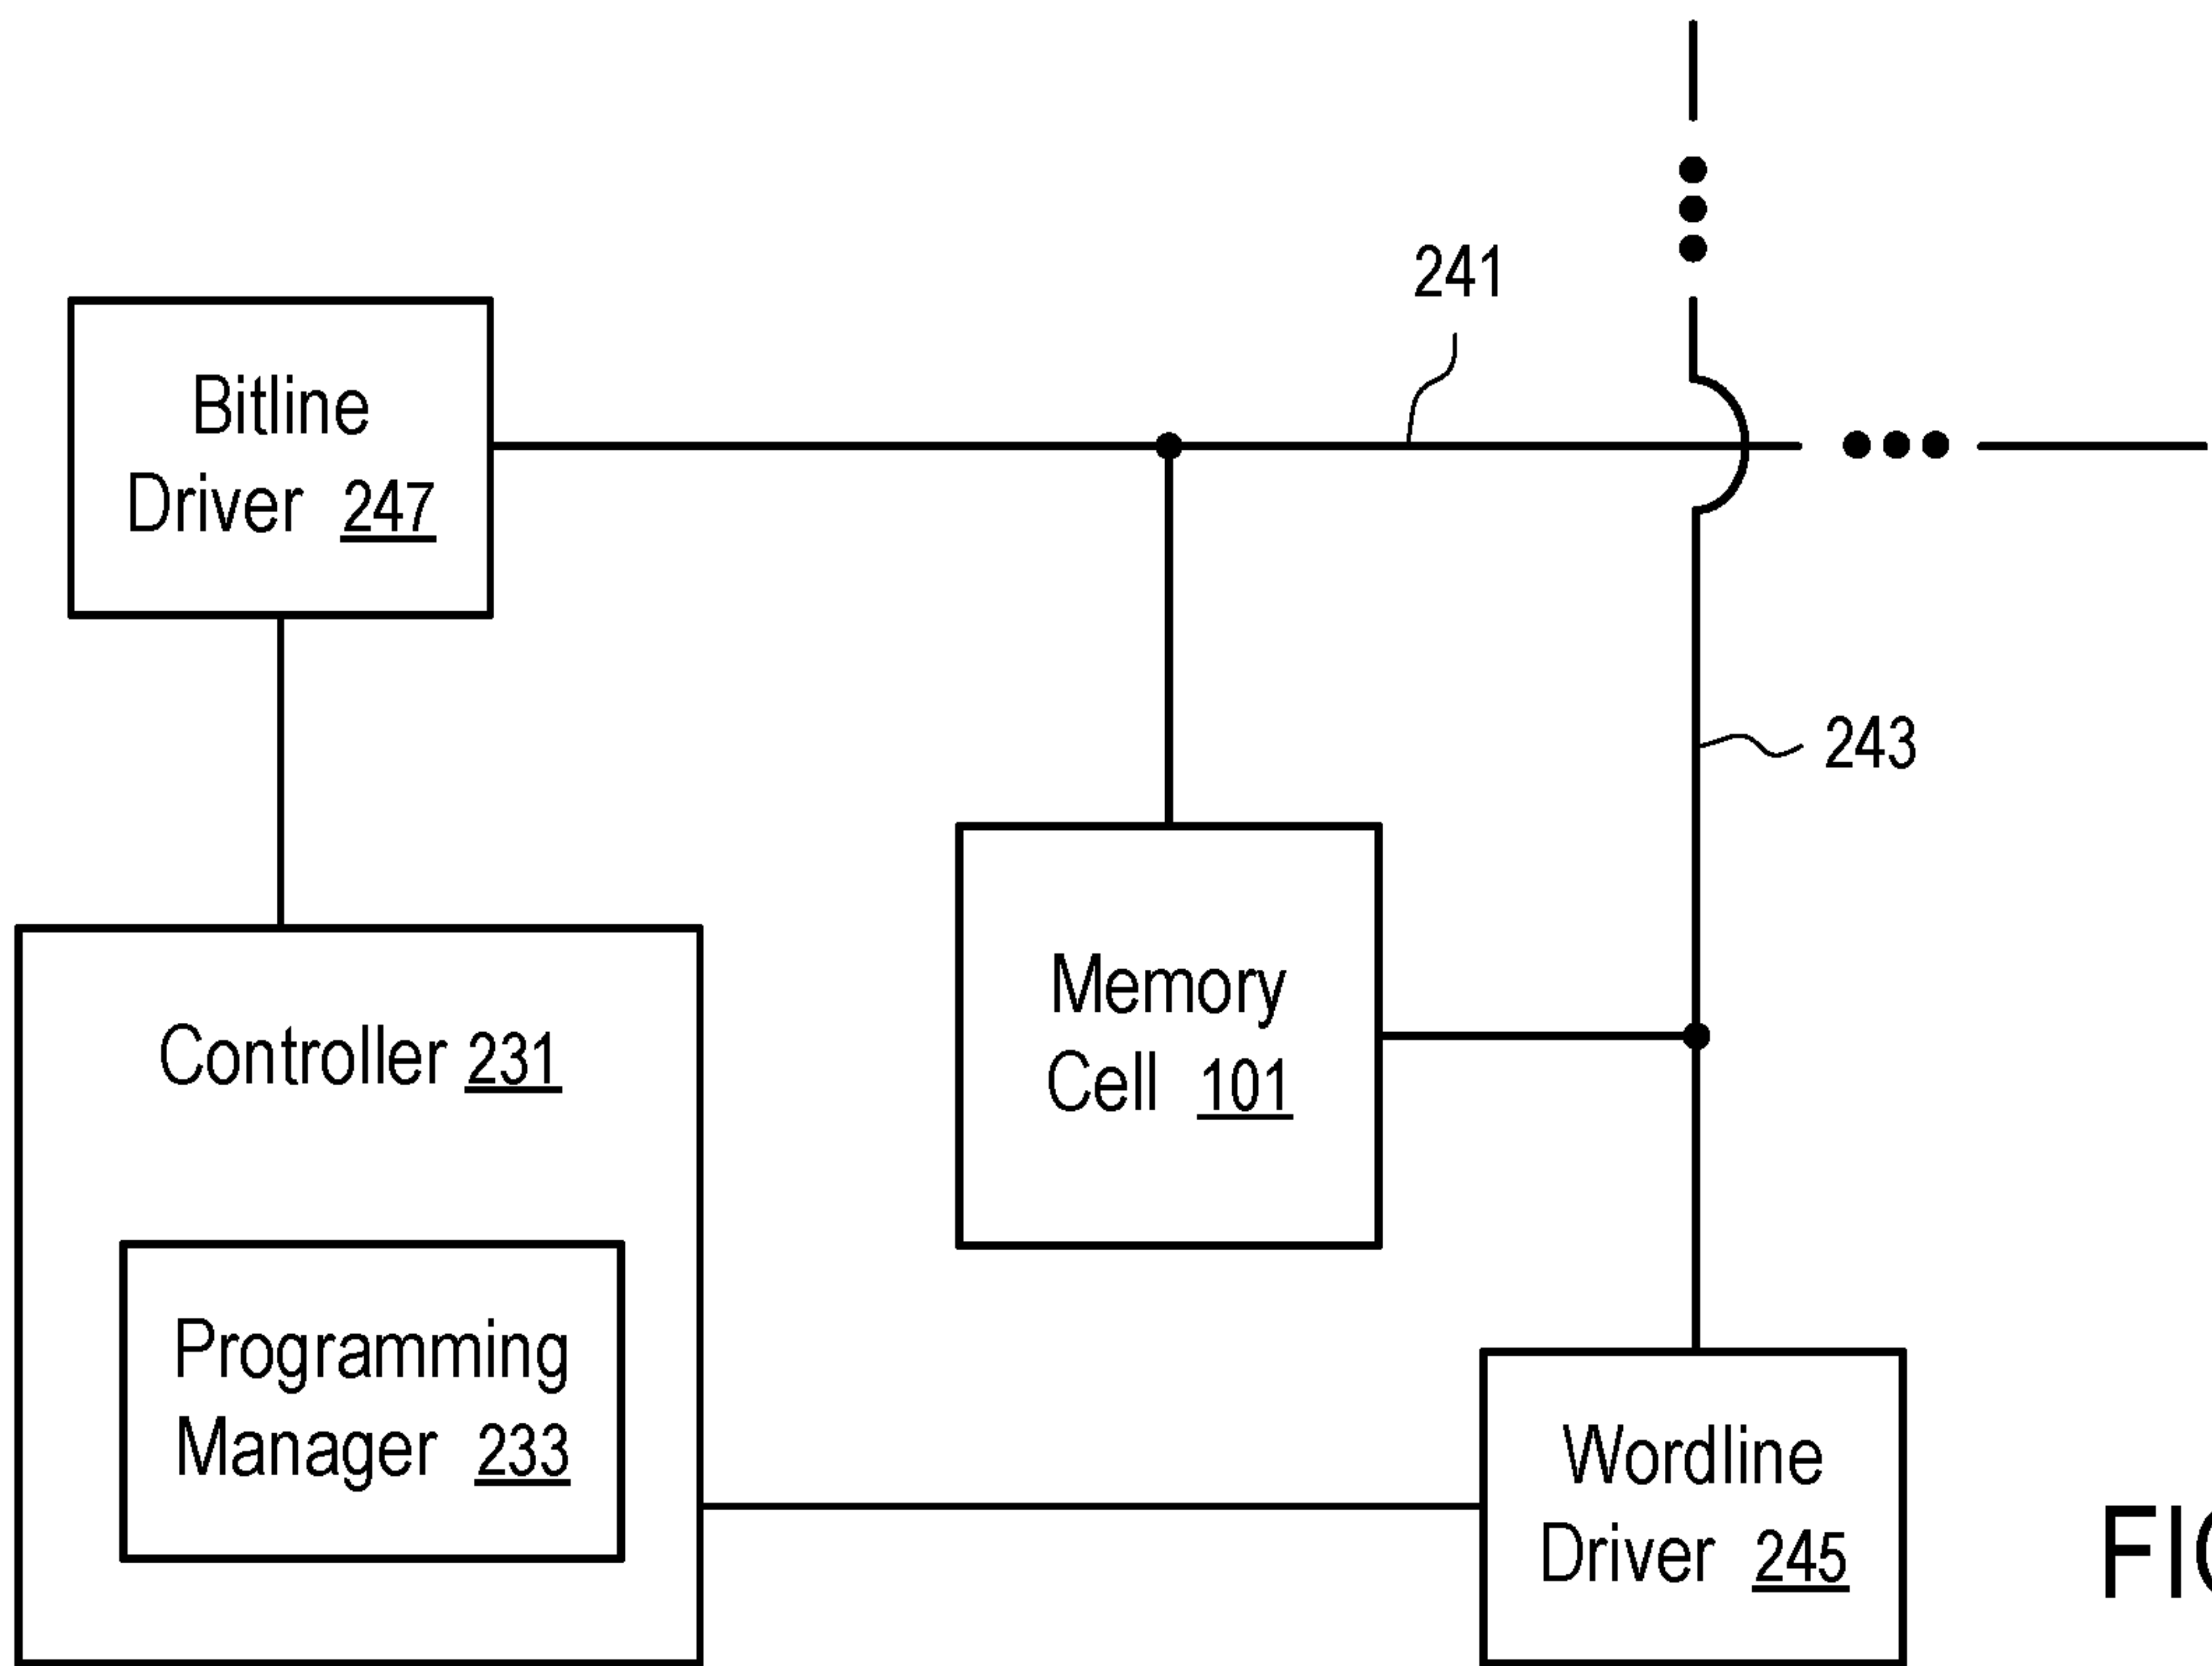 241
Bitline
Driver 247
243
Memory
Cell 101
Controller 231
Programming
Manager 233
Wordline
Driver 245